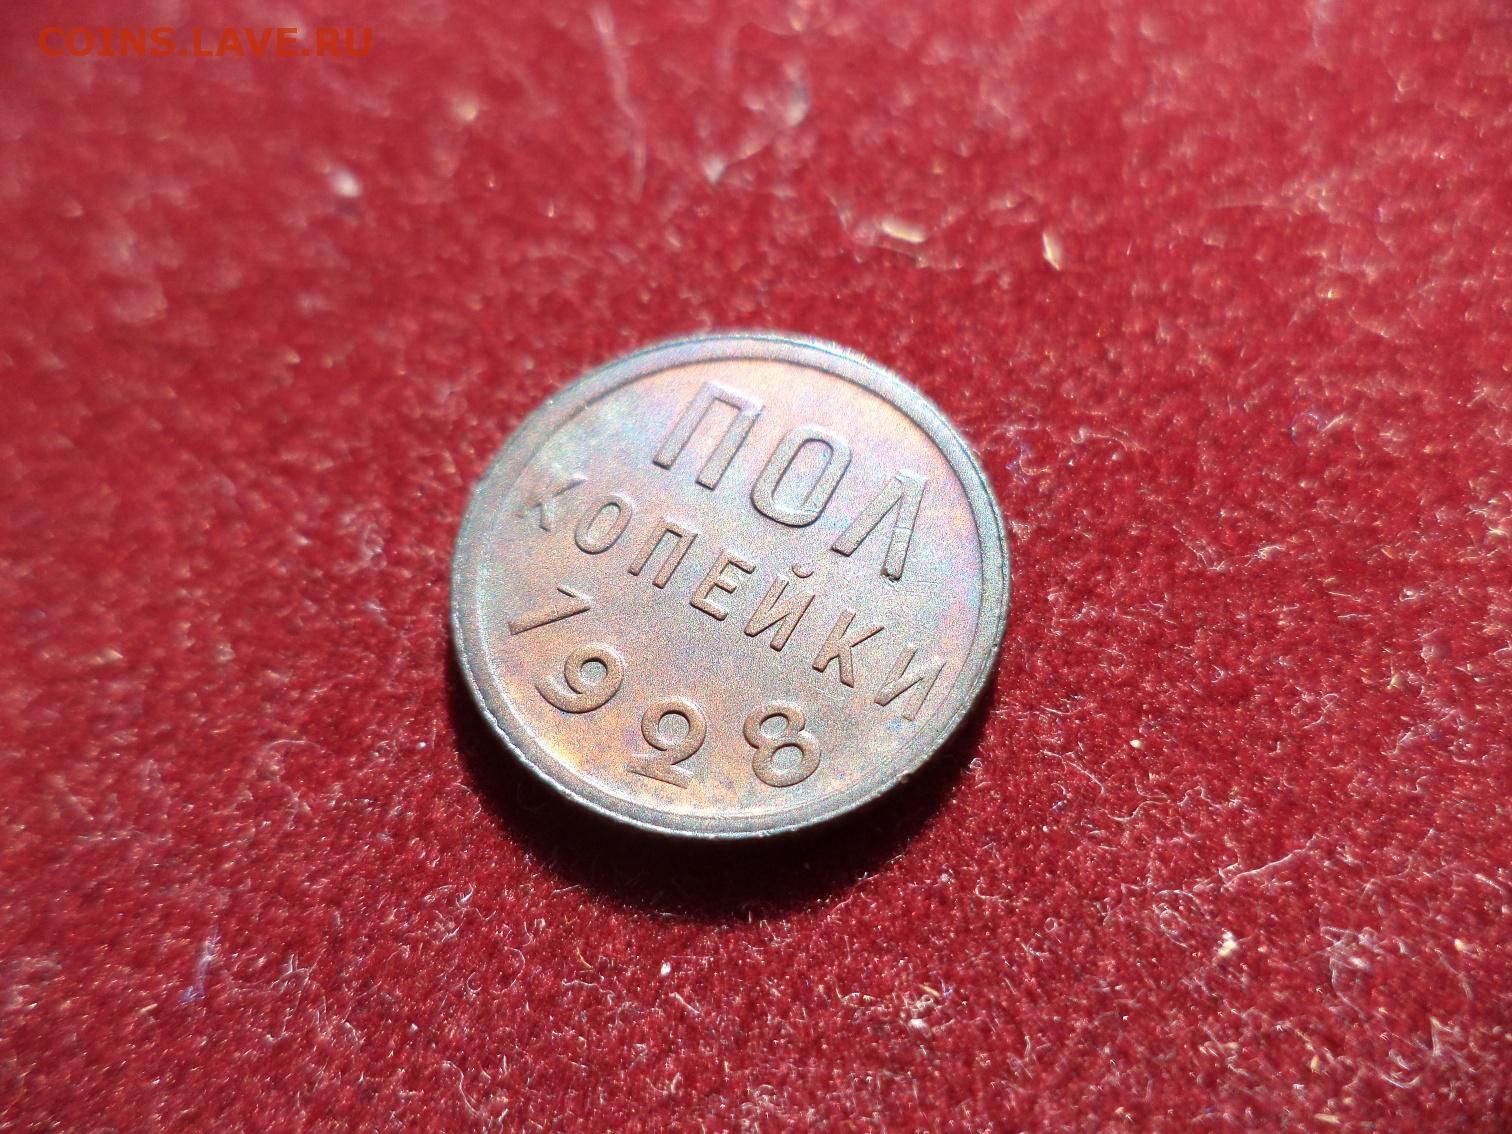 COINS.LAVE.RU
ПОЛ
КОПЕЙКИ
1928